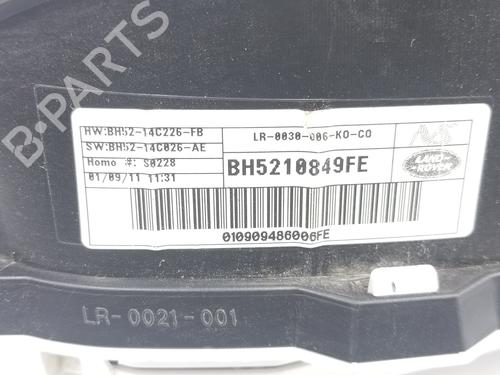 HW:BH52-14C226-FB
SW:BH52-14C026-AE
Homo #: S0228
01/09/11 11:31
LR-0030-006-KO-CO
BH5210849FE
LAND
ROVER
010909486006FE
LR-0021-001